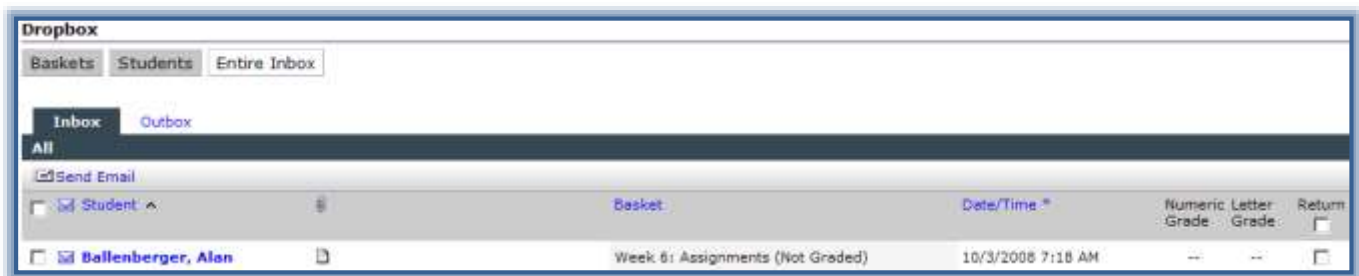 Dropbox
Baskets Students Entire Inbox
Inbox Outbox
All
Send Email
Student Basket Date/Time * Numeric Grade Letter Grade Return
Ballenberger, Alan Week 6: Assignments (Not Graded) 10/3/2008 7:18 AM -- --